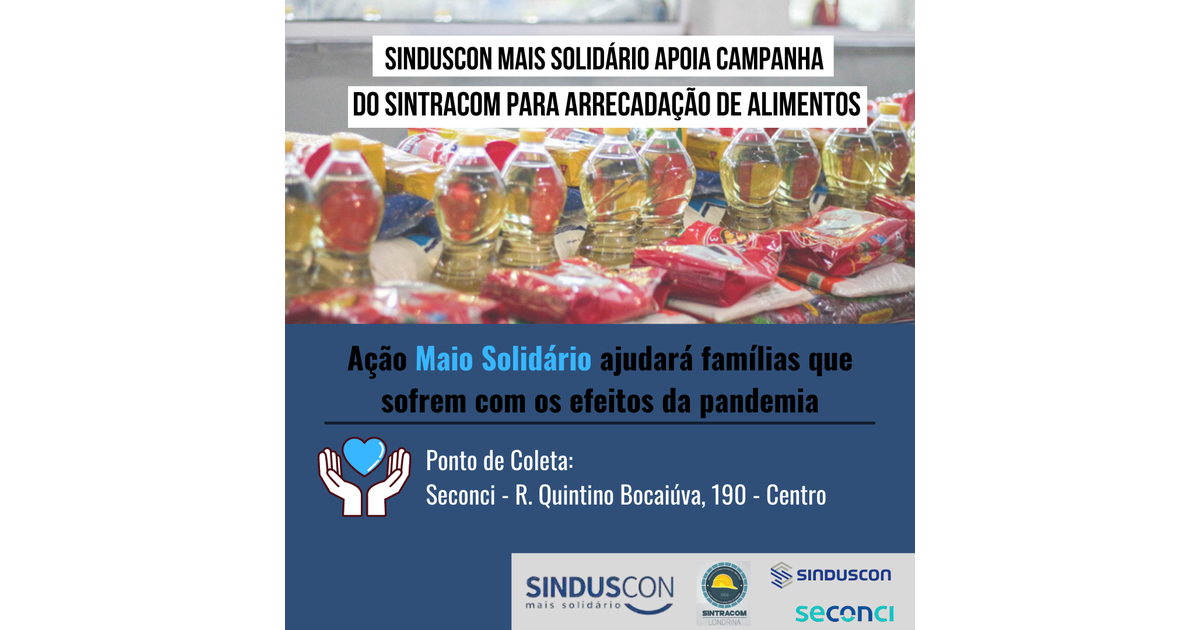 SINDUSCON MAIS SOLIDÁRIO APOIA CAMPANHA
DO SINTRACOM PARA ARRECADAÇÃO DE ALIMENTOS
Ação Maio Solidário ajudará famílias que
sofrem com os efeitos da pandemia
Ponto de Coleta:
Seconci - R. Quintino Bocaiúva, 190 - Centro
SINDUSCON
mais solidário
SINTRACOM
LONDRINA
SINDUSCON
seconci